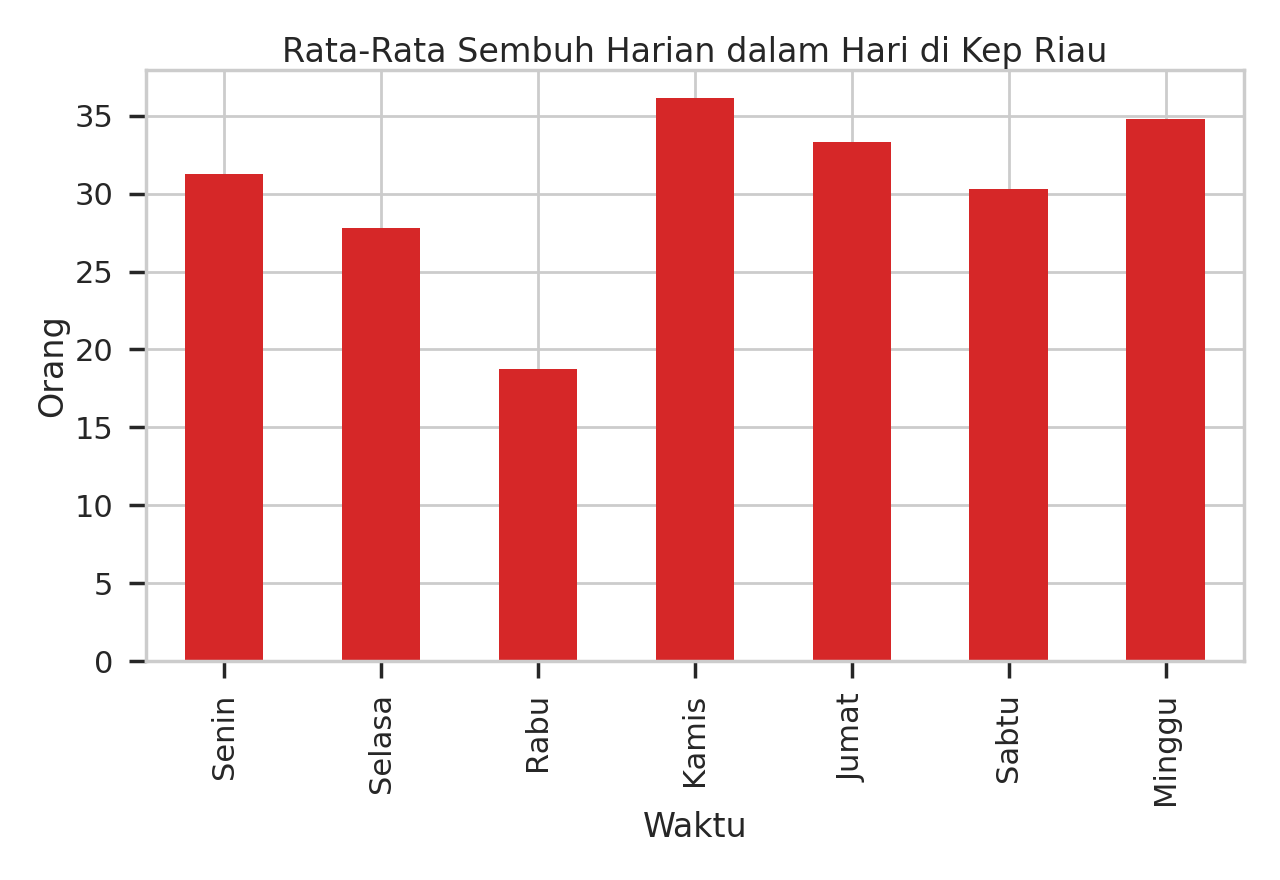 Rata-Rata Sembuh Harian dalam Hari di Kep Riau
Orang
35
30
25
20
15
10
5
0
Senin
Selasa
Rabu
Kamis
Jumat
Sabtu
Minggu
Waktu